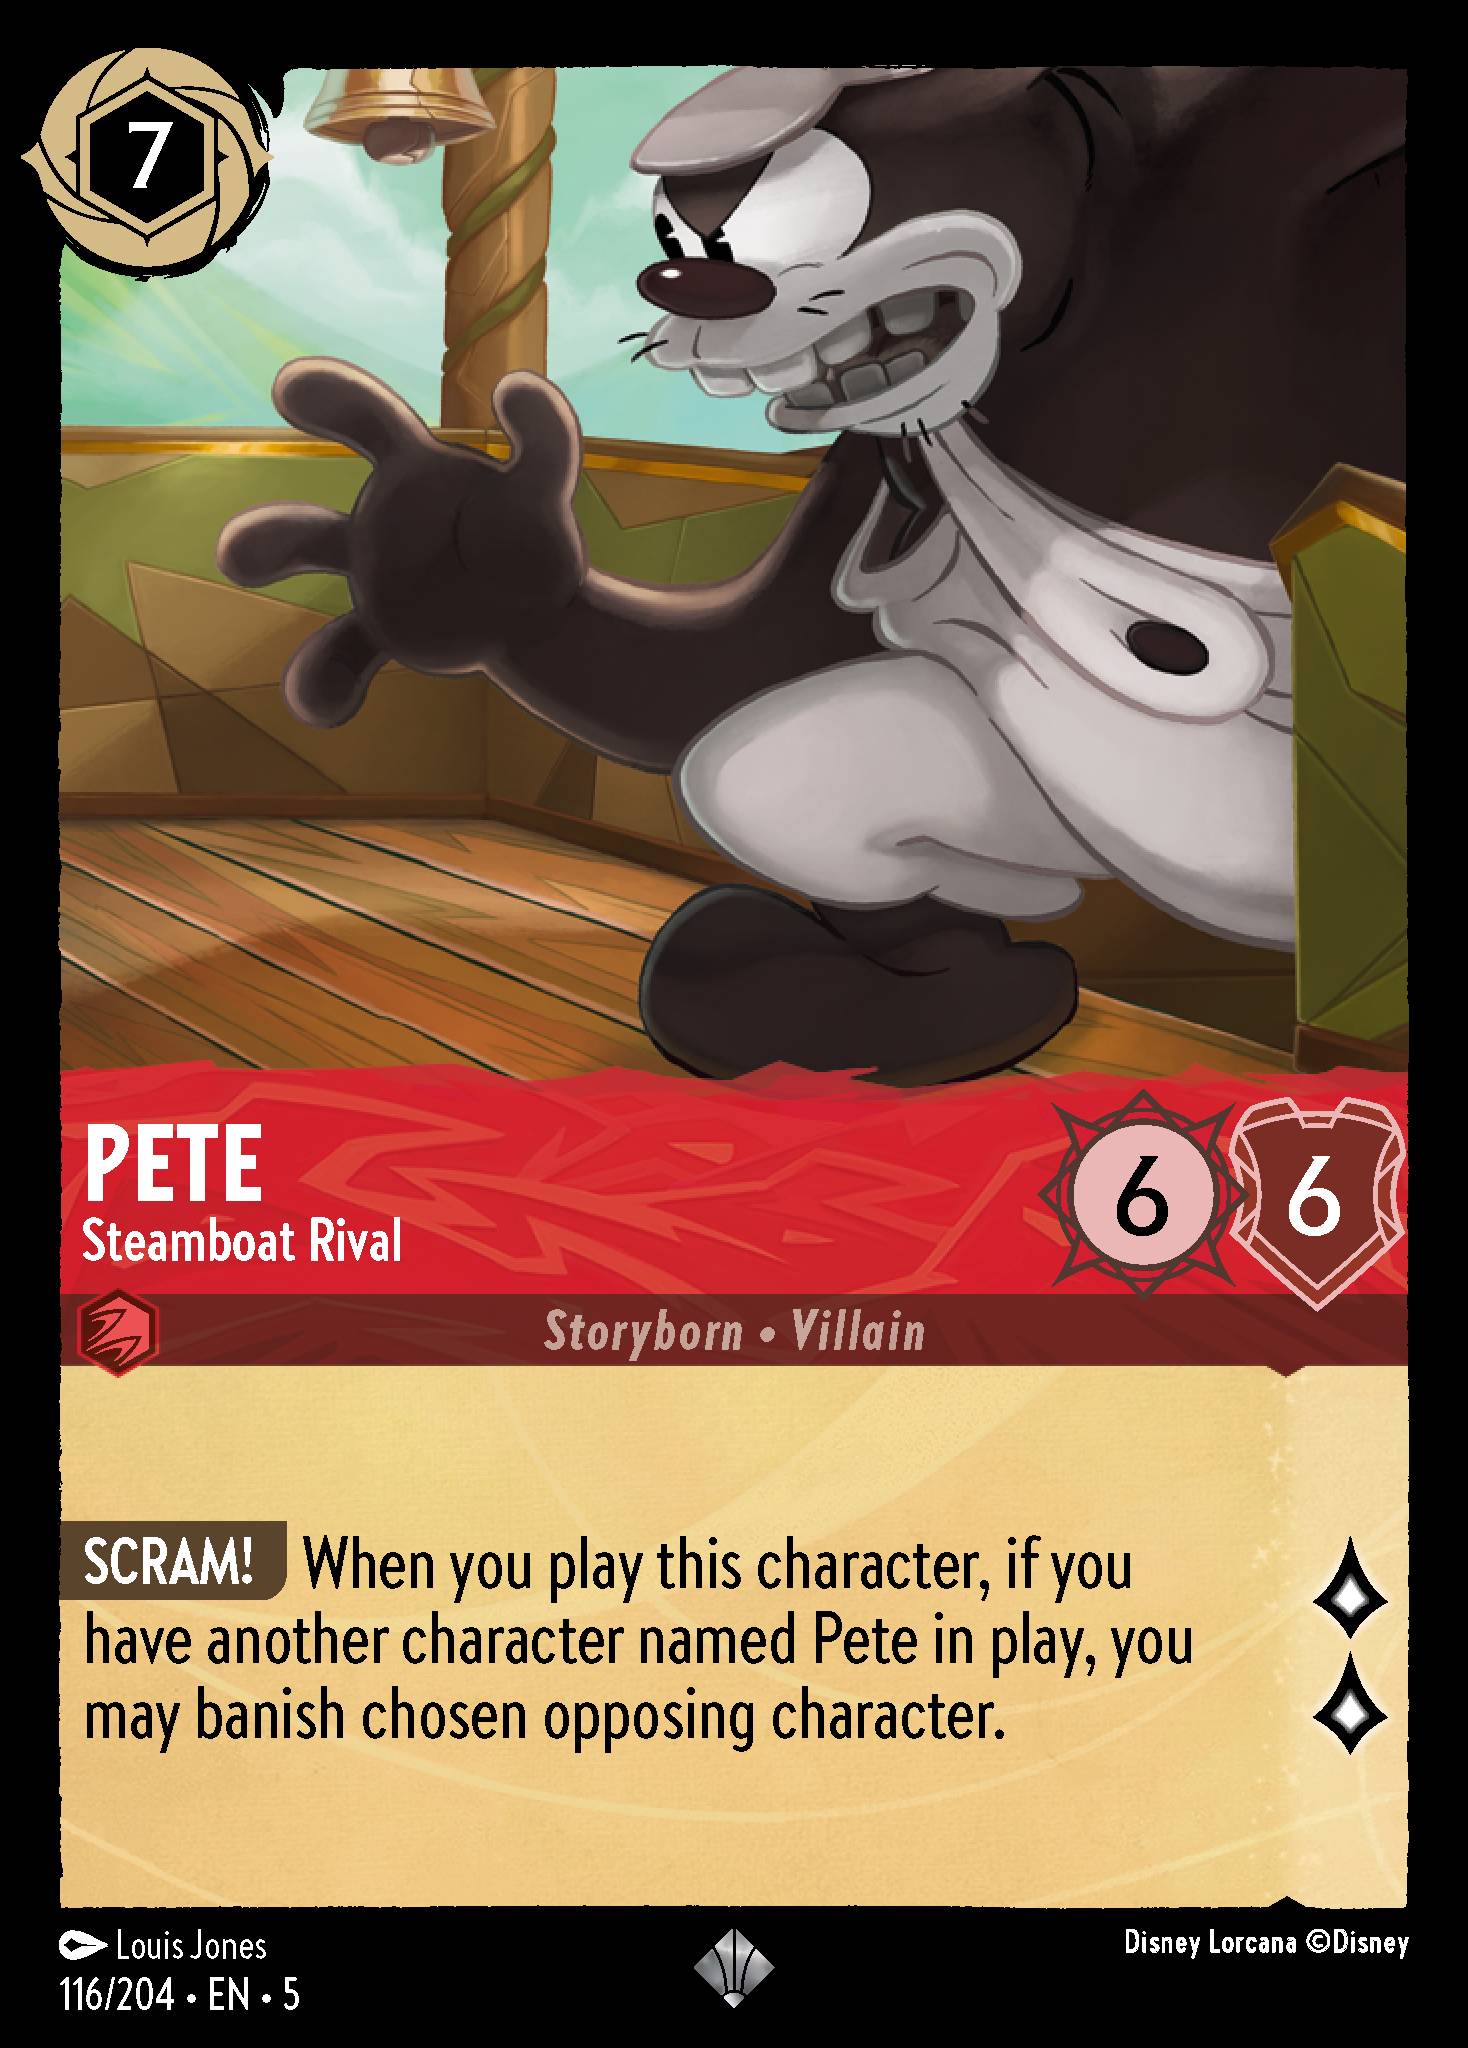 7
PETE
Steamboat Rival
6
6
Storyborn • Villain
SCRAM! When you play this character, if you
have another character named Pete in play, you
may banish chosen opposing character.
Louis Jones
Disney Lorcana ©Disney
116/204 • EN • 5